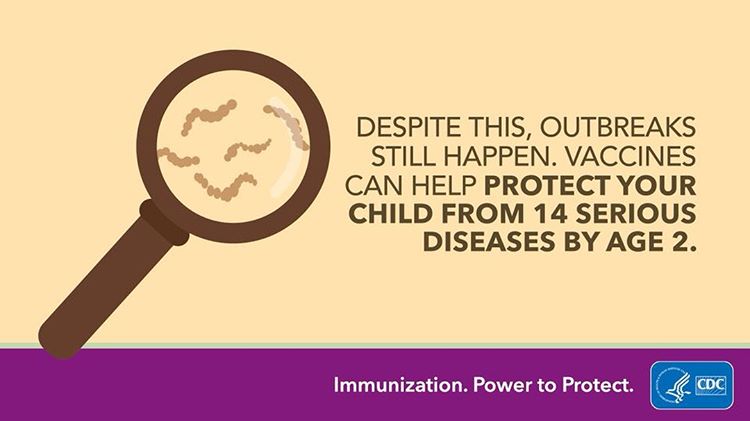 DESPITE THIS, OUTBREAKS
STILL HAPPEN. VACCINES
CAN HELP PROTECT YOUR
CHILD FROM 14 SERIOUS
DISEASES BY AGE 2.
Immunization. Power to Protect.
CDC